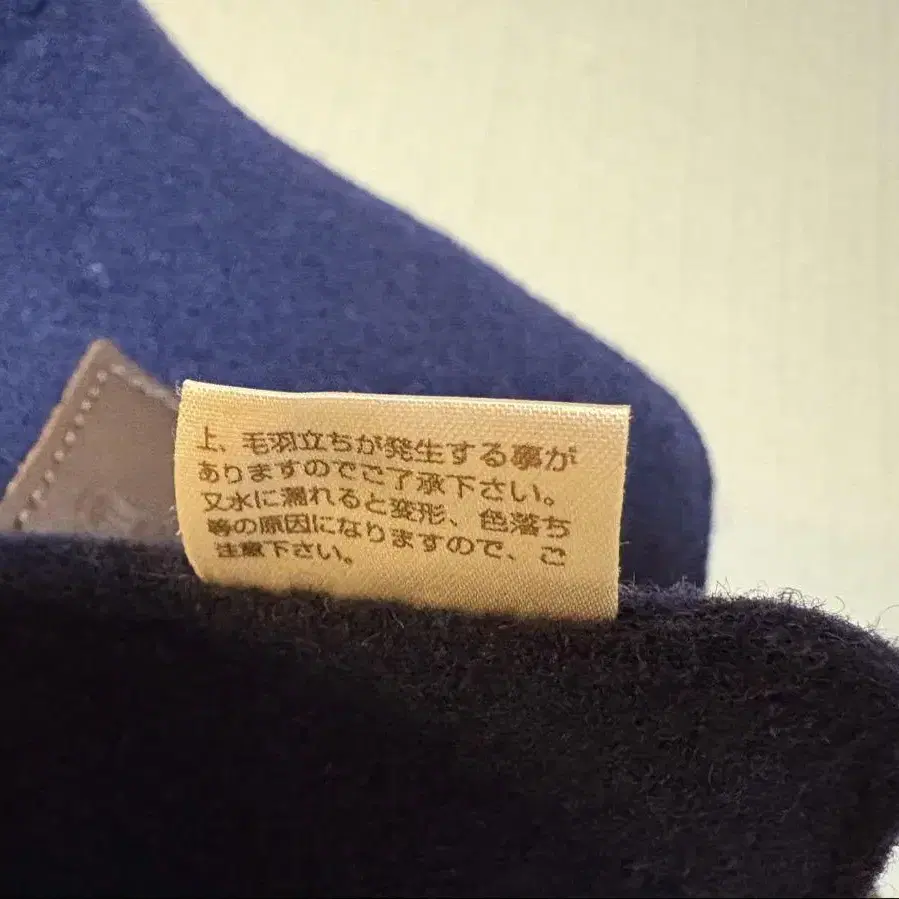 上、毛羽立ちが発生する事が
ありますのでご了承下さい。
又水に濡れると変形、色落ち
等の原因になりますので、ご
注意下さい。